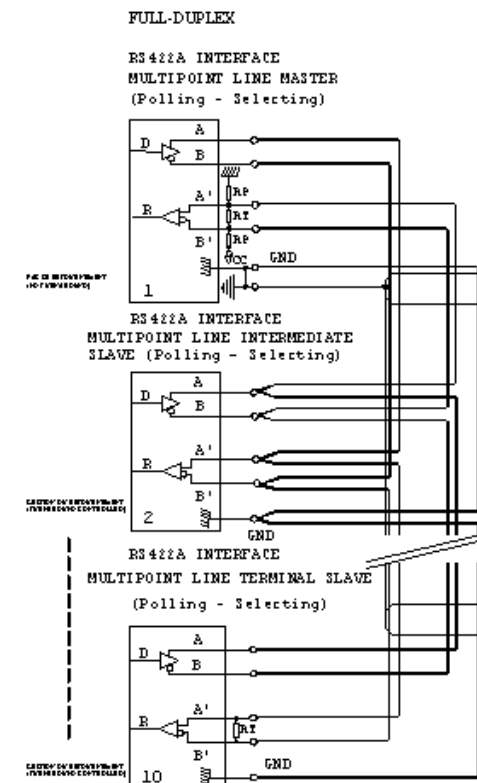 FULL-DUPLEX
RS422A INTERFACE
MULTIPOINT LINE MASTER
(Polling - Selecting)
A
D
B
A'
RP
R
RT
B'
RP
VCC
GND
1
RS422A INTERFACE
MULTIPOINT LINE INTERMEDIATE
SLAVE (Polling - Selecting)
A
D
B
A'
R
B'
2
GND
RS422A INTERFACE
MULTIPOINT LINE TERMINAL SLAVE
(Polling - Selecting)
A
D
B
A'
R
RT
B'
GND
10